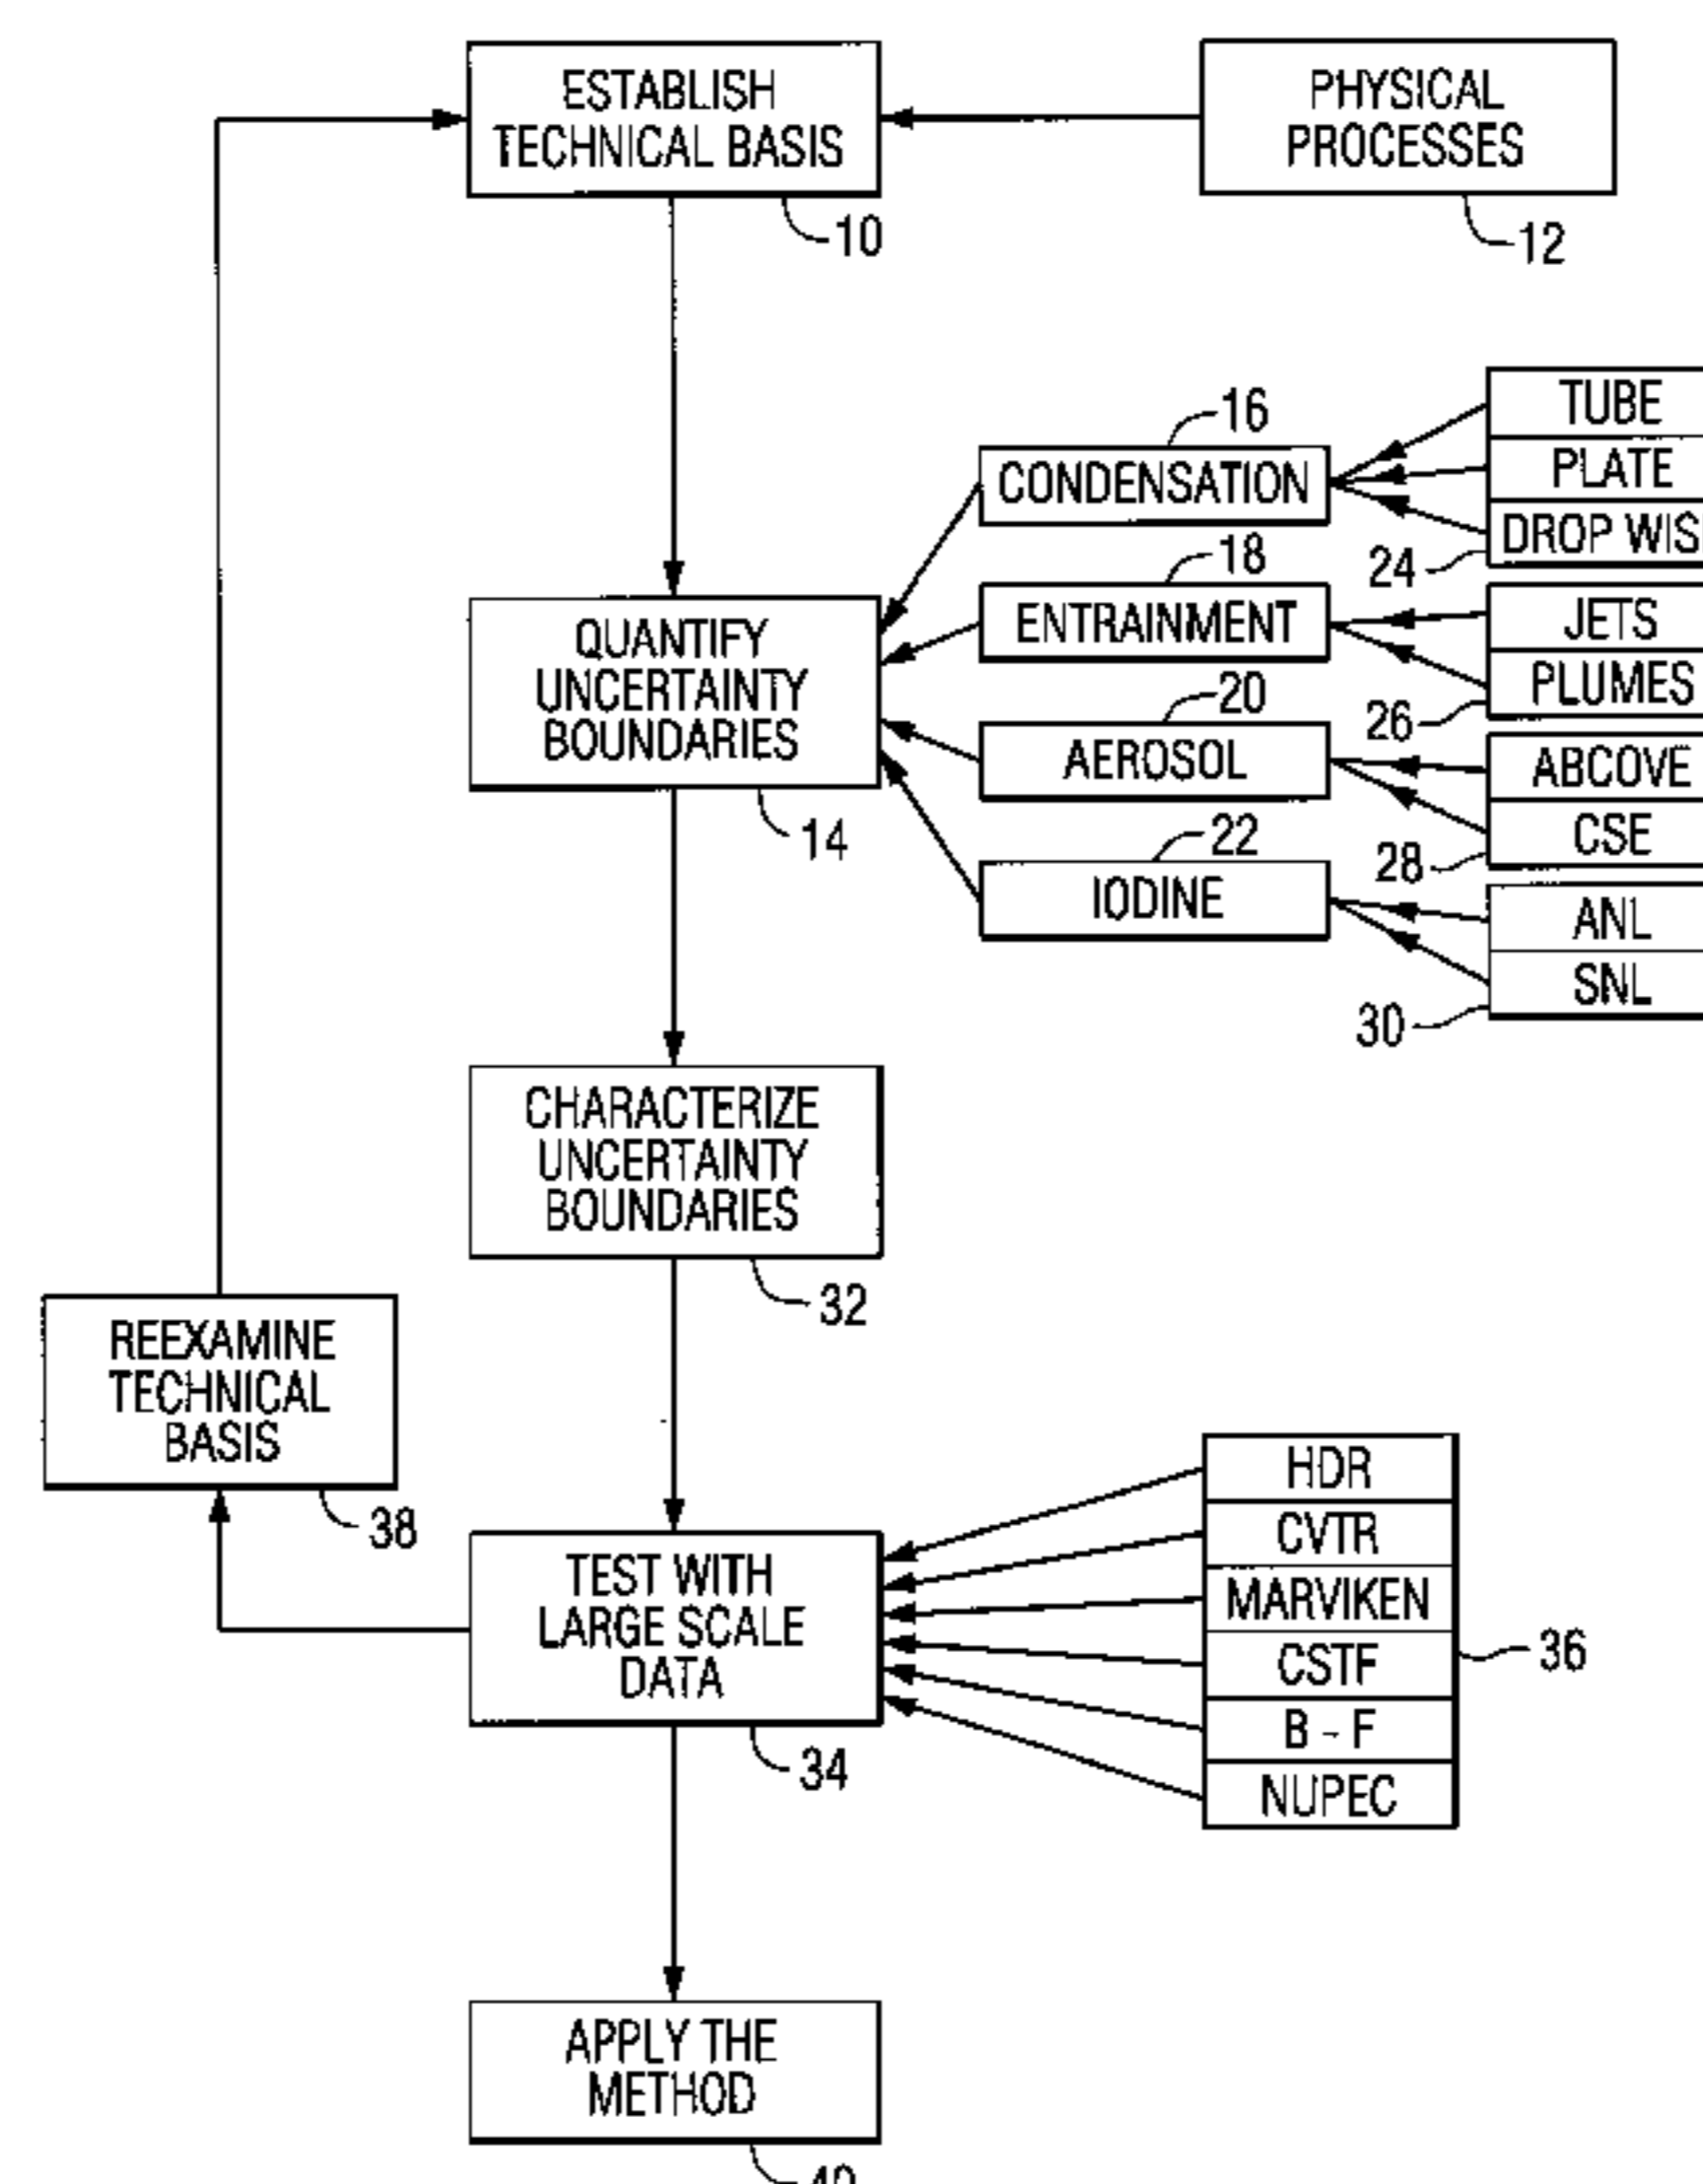 ESTABLISH
TECHNICAL BASIS
10
PHYSICAL
PROCESSES
12
QUANTIFY
UNCERTAINTY
BOUNDARIES
14
16
CONDENSATION
18
ENTRAINMENT
20
AEROSOL
22
IODINE
TUBE
PLATE
DROP WIS
24
JETS
PLUMES
26
ABCOVE
CSE
28
ANL
SNL
30
CHARACTERIZE
UNCERTAINTY
BOUNDARIES
32
REEXAMINE
TECHNICAL
BASIS
38
TEST WITH
LARGE SCALE
DATA
34
HDR
CVTR
MARVIKEN
CSTF
B - F
NUPEC
36
APPLY THE
METHOD